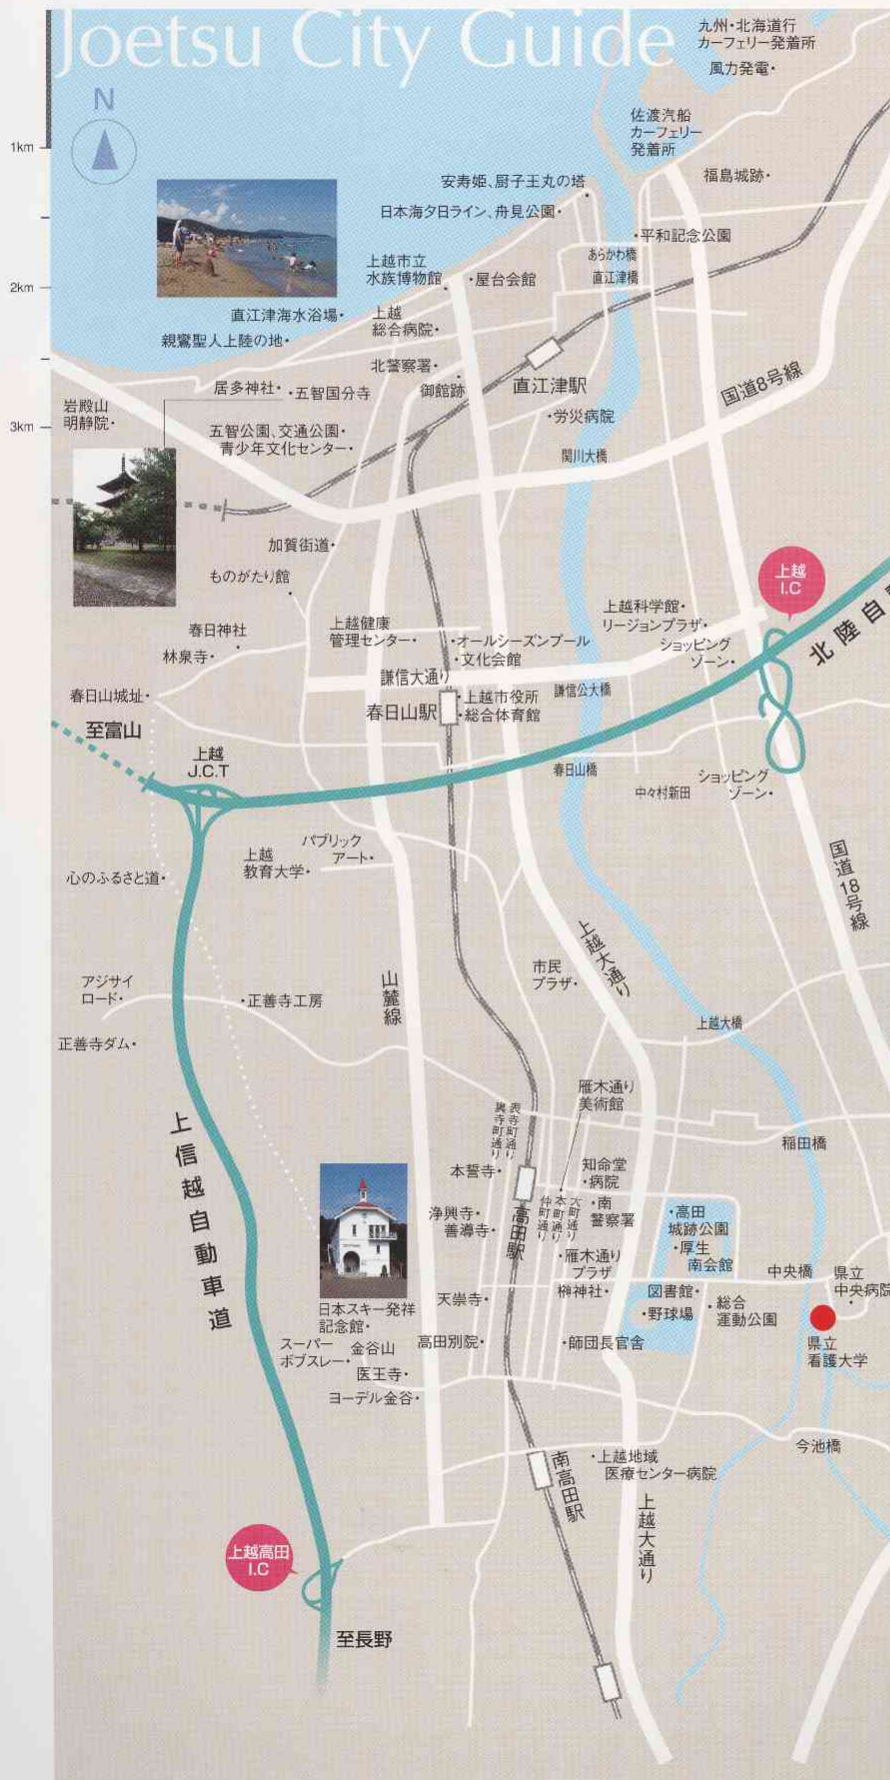 Joetsu City Guide
N
1km
2km
3km
九州・北海道行
カーフェリー発着所
風力発電・
佐渡汽船
カーフェリー
発着所
福島城跡・
安寿姫、厨子王丸の塔
日本海夕日ライン、舟見公園・
・平和記念公園
あらかわ橋
直江津橋
上越市立
水族博物館
・屋台会館
直江津海水浴場・
上越
総合病院・
親鸞聖人上陸の地・
北警察署・
御館跡
直江津駅
国道8号線
居多神社・
・五智国分寺
岩殿山
明静院・
・労災病院
五智公園、交通公園・
青少年文化センター・
関川大橋
加賀街道・
ものがたり館
上越
I.C
北陸自
上越科学館・
リージョンプラザ・
ショッピング
ゾーン・
春日神社
林泉寺・
上越健康
管理センター・
・オールシーズンプール
・文化会館
謙信大通り
謙信公大橋
春日山城址・
春日山駅
・上越市役所
・総合体育館
至富山
上越
J.C.T
春日山橋
ショッピング
ゾーン・
中々村新田
パブリック
アート・
上越
教育大学・
国道18号線
心のふるさと道・
上越大通り
市民
プラザ・
アジサイ
ロード・
・正善寺工房
山麓線
上越大橋
正善寺ダム・
雁木通り
美術館
表寺町通り
裏寺町通り
上信越自動車道
稲田橋
本誓寺・
知命堂
・病院
高田駅
大町通り
本町通り
仲町通り
・南
警察署
・高田
城跡公園
浄興寺・
善導寺・
・厚生
南会館
・雁木通り
プラザ
中央橋
県立
中央病院
榊神社・
図書館・
天崇寺・
・野球場
・総合
運動公園
日本スキー発祥
記念館・
県立
看護大学
スーパー
ボブスレー・
金谷山
高田別院・
・師団長官舎
医王寺・
ヨーデル金谷・
今池橋
南高田駅
・上越地域
医療センター病院
上越大通り
上越高田
I.C
至長野